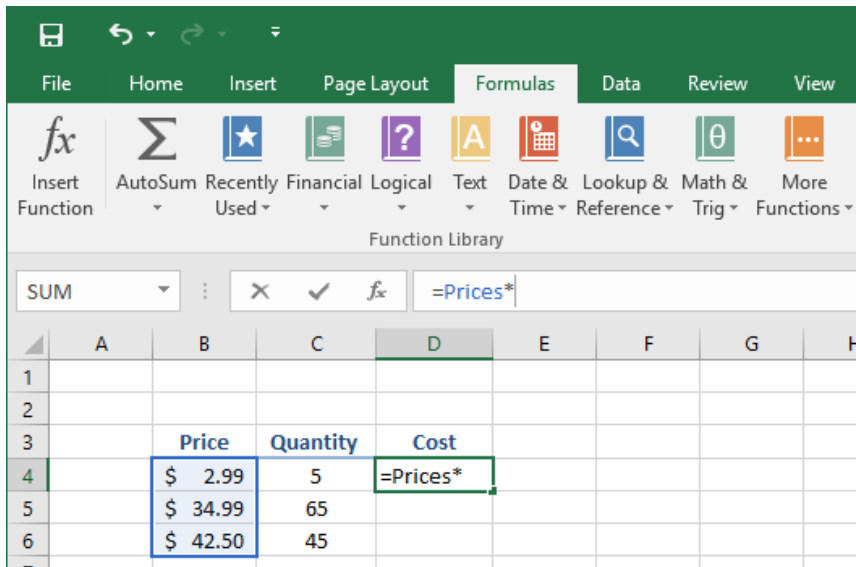 File Home Insert Page Layout Formulas Data Review View
fx
Insert Function
AutoSum
Recently Used
Financial
Logical
Text
Date & Time
Lookup & Reference
Math & Trig
More Functions
Function Library
SUM fx =Prices*
A B C D E F G H
1
2
3 Price Quantity Cost
4 $ 2.99 5 =Prices*
5 $ 34.99 65
6 $ 42.50 45